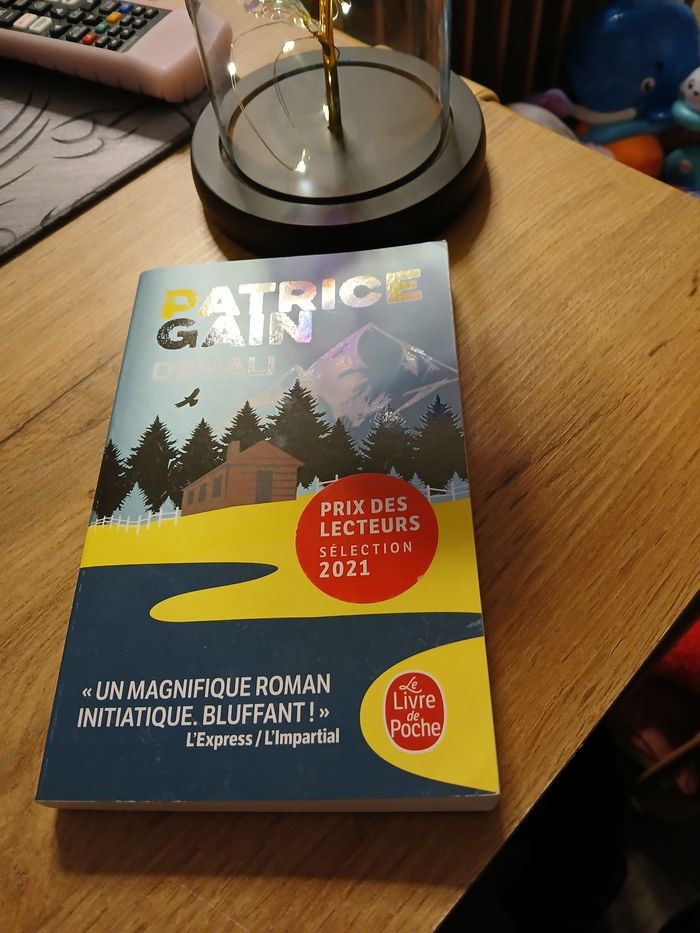 PATRICE
GAIN
DENALI
PRIX DES
LECTEURS
SÉLECTION
2021
« UN MAGNIFIQUE ROMAN
INITIATIQUE. BLUFFANT ! »
L'Express / L'Impartial
Le
Livre
de
Poche